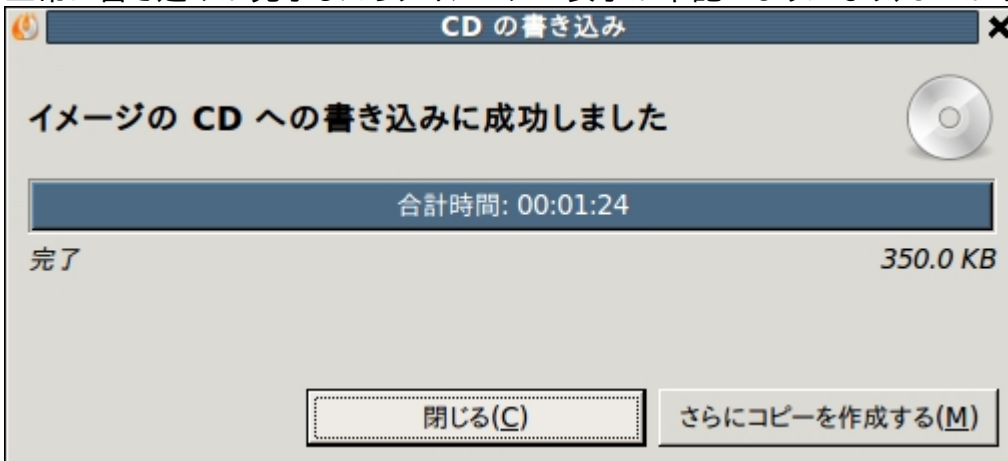 CD の書き込み
イメージの CD への書き込みに成功しました
合計時間: 00:01:24
完了 350.0 KB
閉じる(C) さらにコピーを作成する(M)